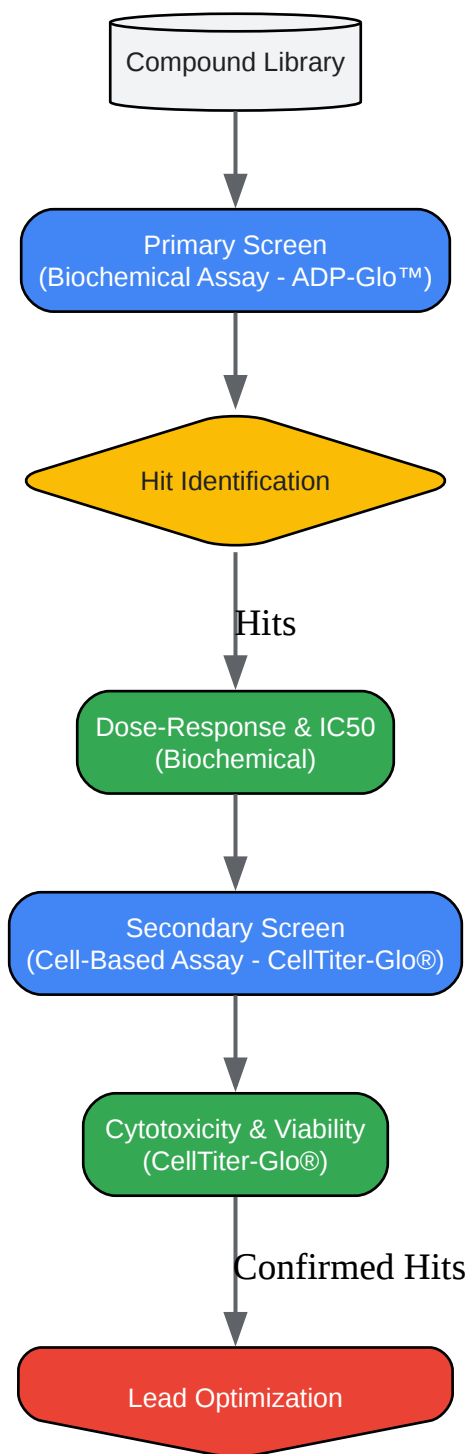 Compound Library
Primary Screen
(Biochemical Assay - ADP-Glo™)
Hit Identification
Hits
Dose-Response & IC50
(Biochemical)
Secondary Screen
(Cell-Based Assay - CellTiter-Glo®)
Cytotoxicity & Viability
(CellTiter-Glo®)
Confirmed Hits
Lead Optimization